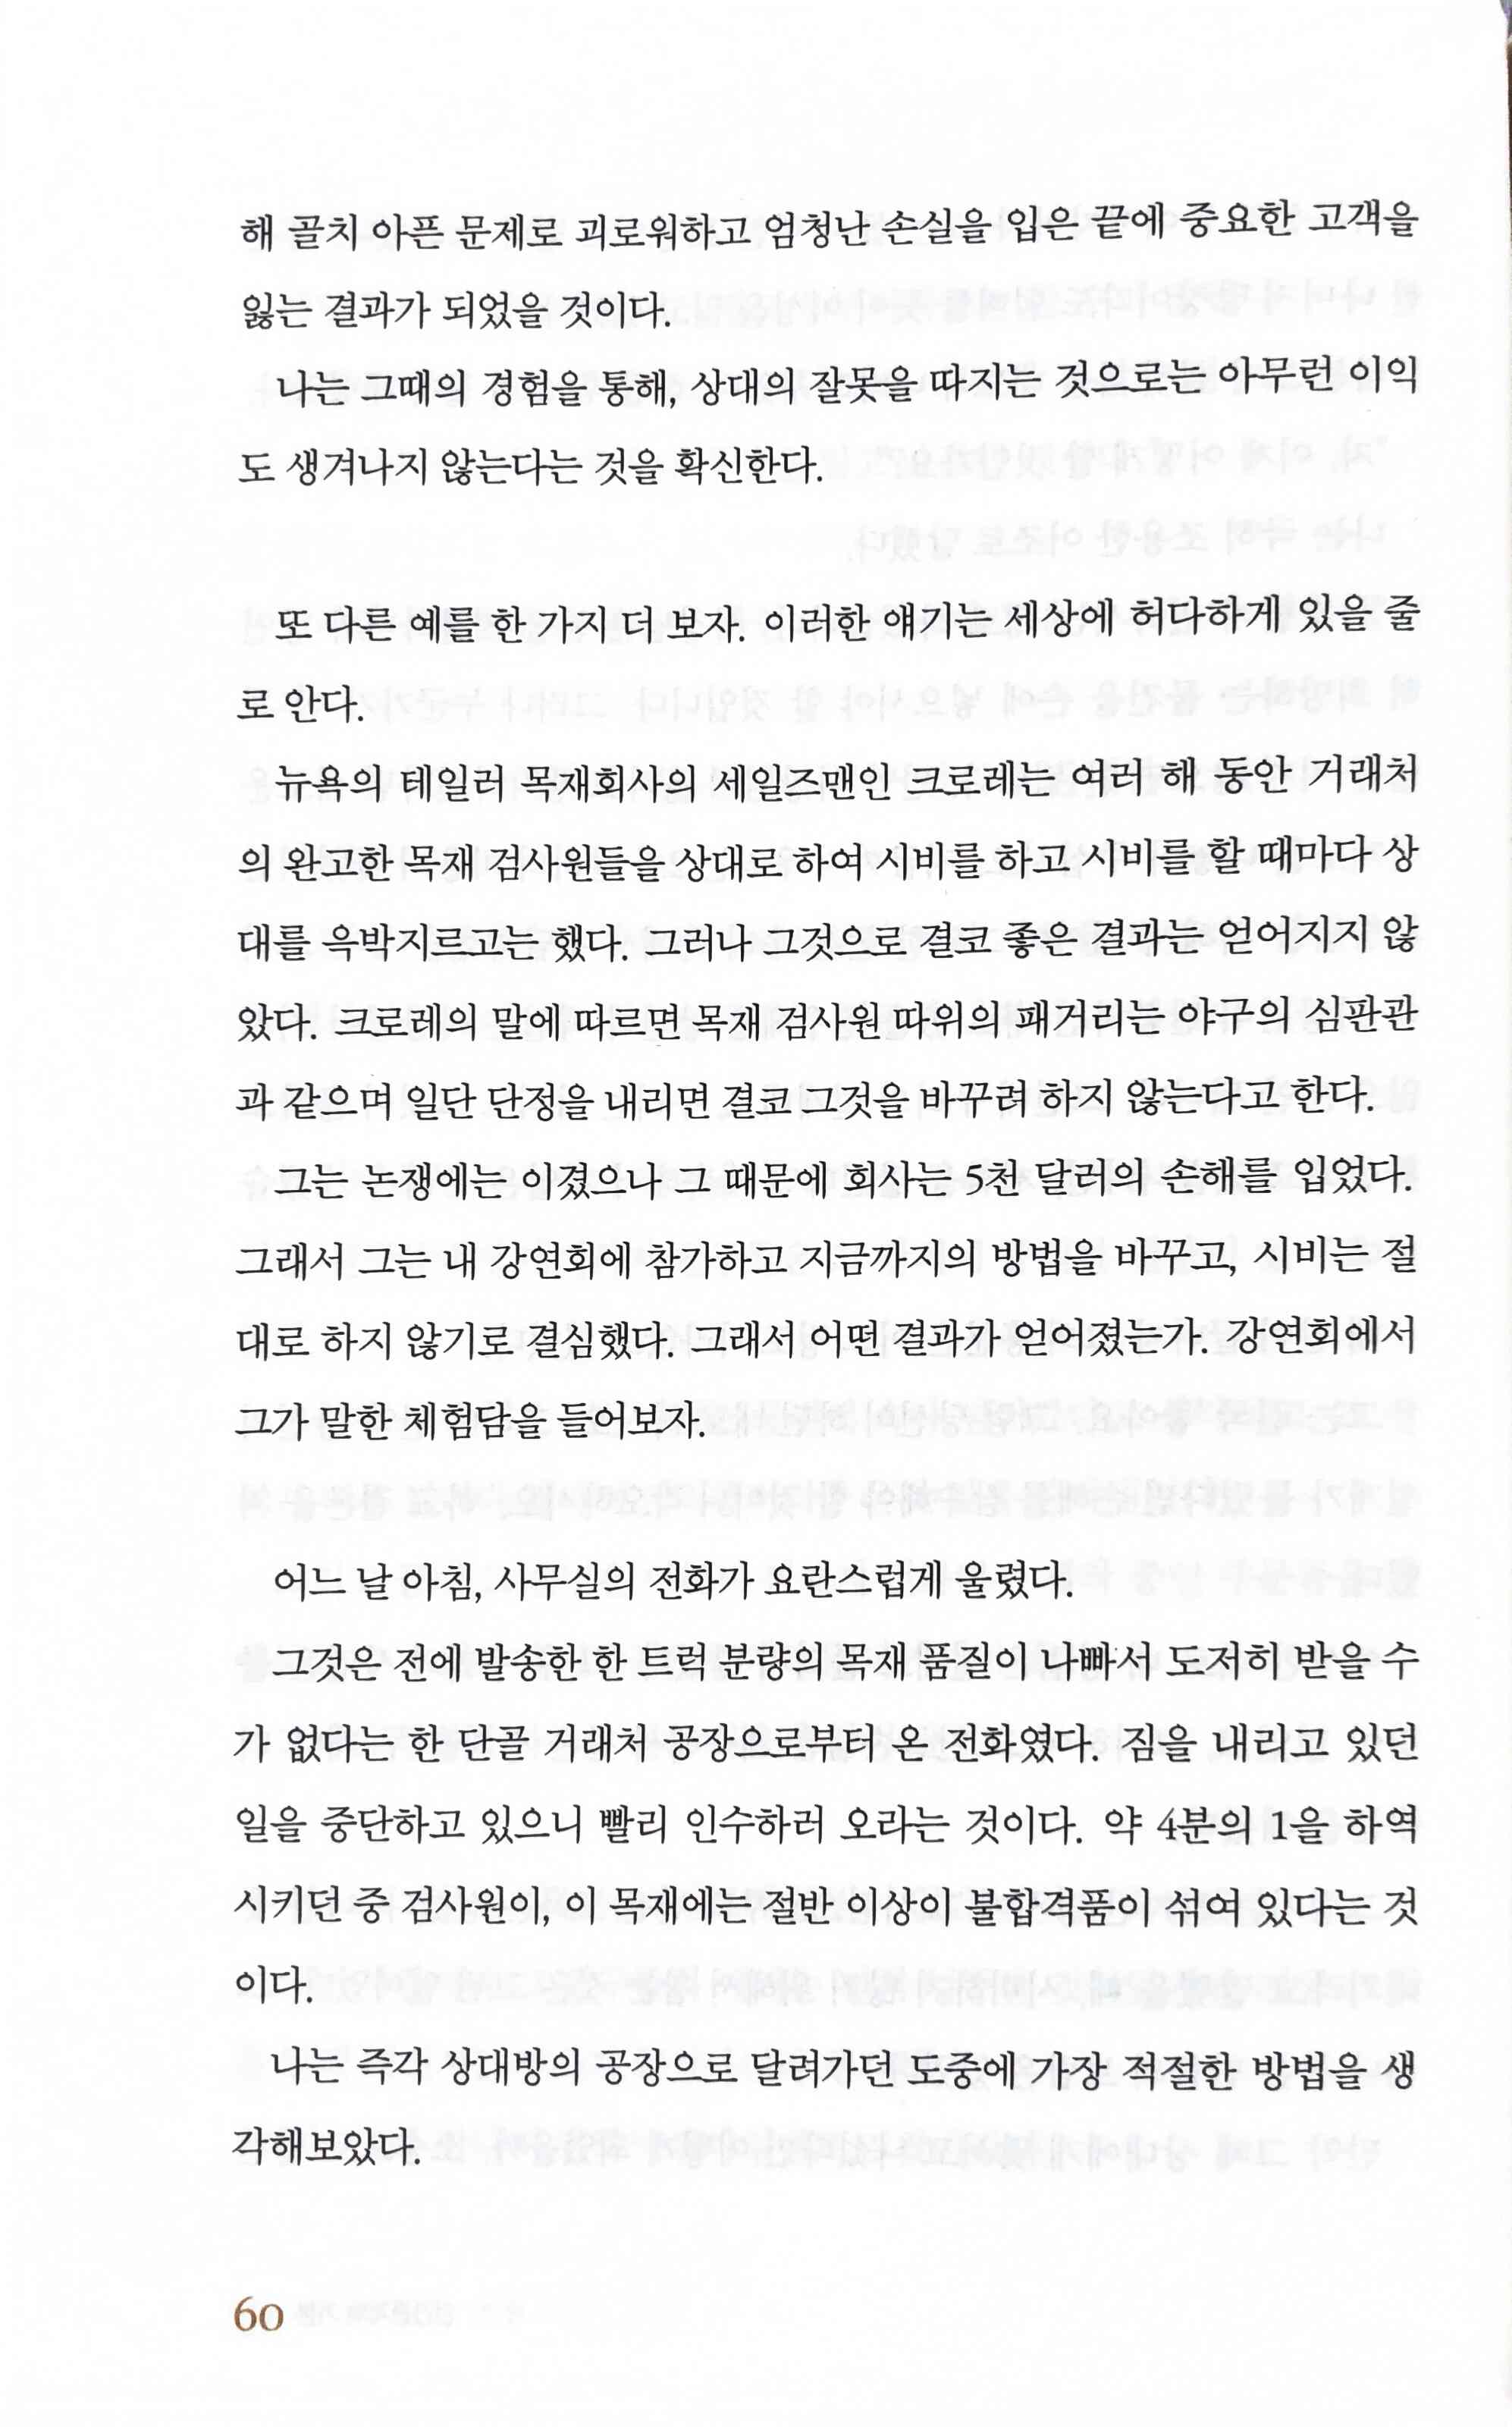 해 골치 아픈 문제로 괴로워하고 엄청난 손실을 입은 끝에 중요한 고객을
잃는 결과가 되었을 것이다.
나는 그때의 경험을 통해, 상대의 잘못을 따지는 것으로는 아무런 이익
도 생겨나지 않는다는 것을 확신한다.
또 다른 예를 한 가지 더 보자. 이러한 얘기는 세상에 허다하게 있을 줄
로 안다.
뉴욕의 테일러 목재회사의 세일즈맨인 크로레는 여러 해 동안 거래처
의 완고한 목재 검사원들을 상대로 하여 시비를 하고 시비를 할 때마다 상
대를 윽박지르고는 했다. 그러나 그것으로 결코 좋은 결과는 얻어지지 않
았다. 크로레의 말에 따르면 목재 검사원 따위의 패거리는 야구의 심판관
과 같으며 일단 단정을 내리면 결코 그것을 바꾸려 하지 않는다고 한다.
그는 논쟁에는 이겼으나 그 때문에 회사는 5천 달러의 손해를 입었다.
그래서 그는 내 강연회에 참가하고 지금까지의 방법을 바꾸고, 시비는 절
대로 하지 않기로 결심했다. 그래서 어떤 결과가 얻어졌는가. 강연회에서
그가 말한 체험담을 들어보자.
어느 날 아침, 사무실의 전화가 요란스럽게 울렸다.
그것은 전에 발송한 한 트럭 분량의 목재 품질이 나빠서 도저히 받을 수
가 없다는 한 단골 거래처 공장으로부터 온 전화였다. 짐을 내리고 있던
일을 중단하고 있으니 빨리 인수하러 오라는 것이다. 약 4분의 1을 하역
시키던 중 검사원이, 이 목재에는 절반 이상이 불합격품이 섞여 있다는 것
이다.
나는 즉각 상대방의 공장으로 달려가던 도중에 가장 적절한 방법을 생
각해보았다.
60